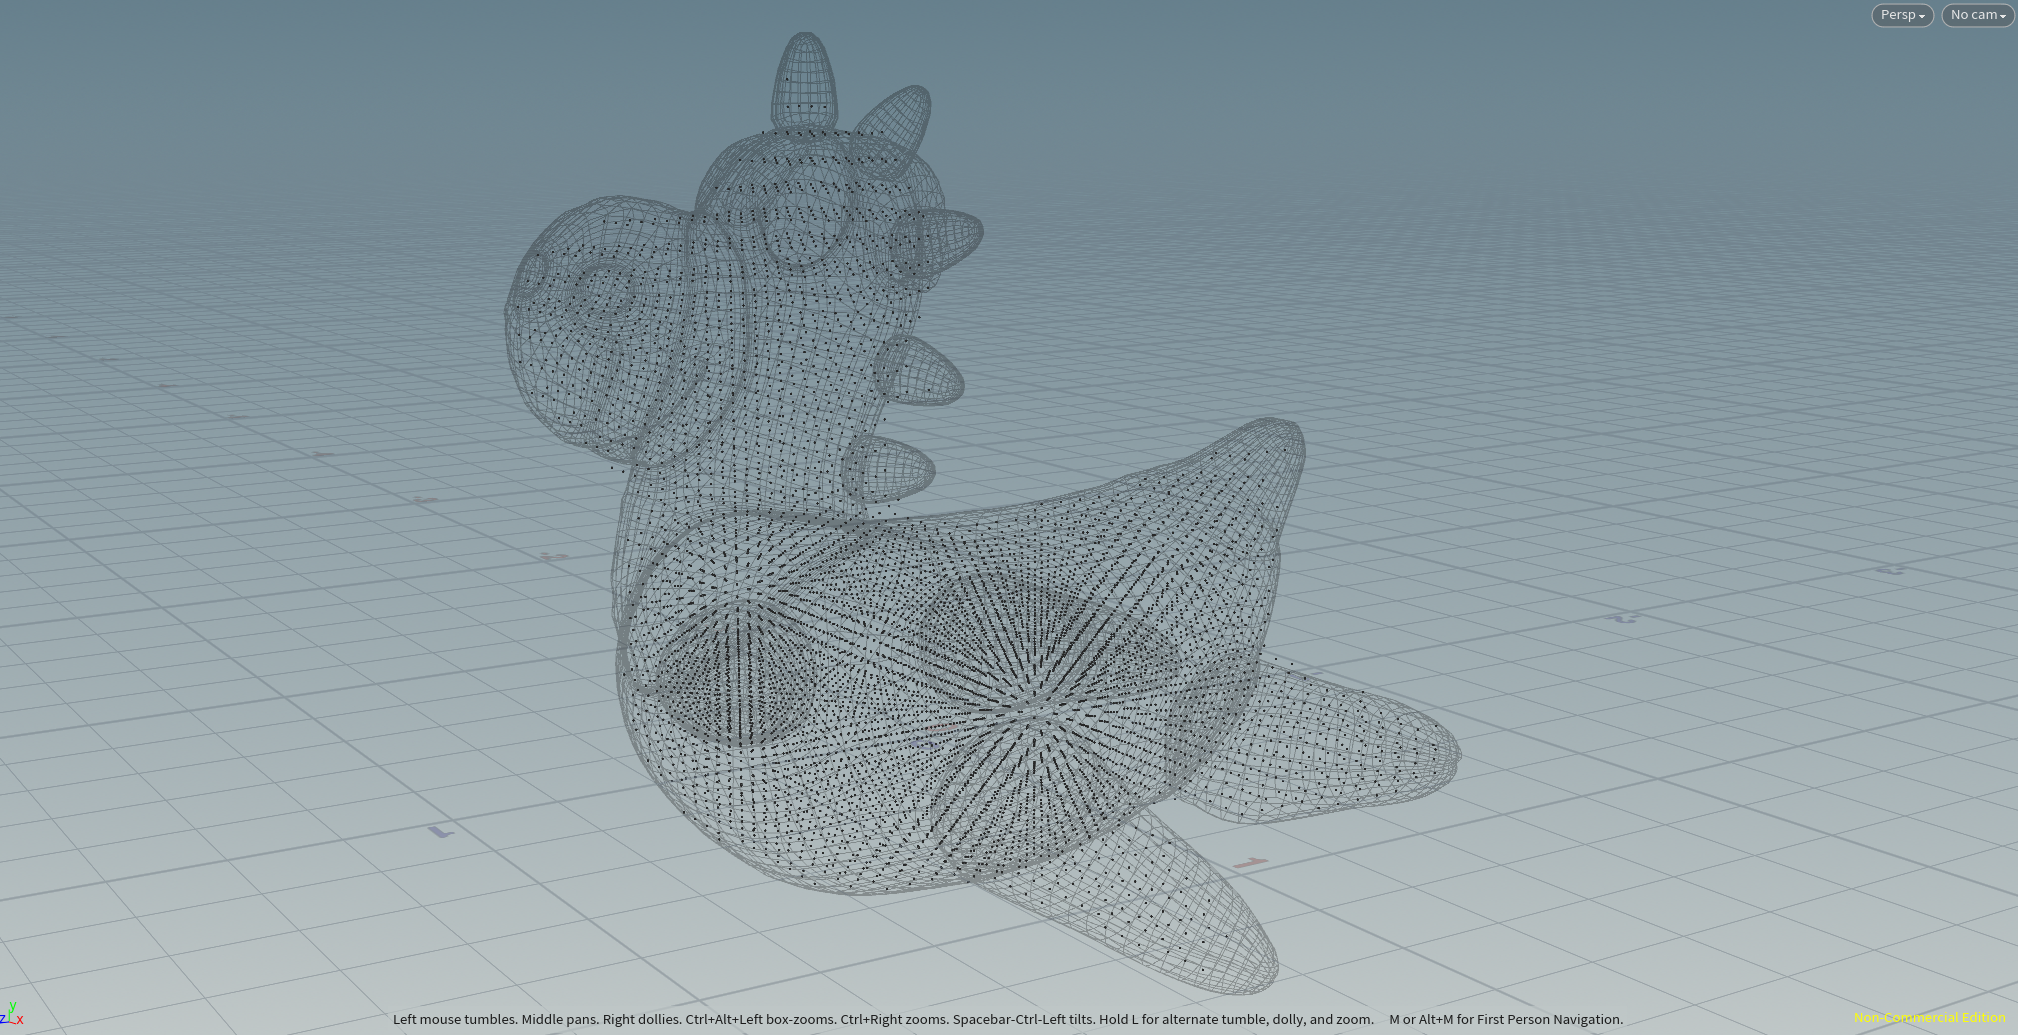 Persp
No cam
y
z
x
Left mouse tumbles. Middle pans. Right dollies. Ctrl+Alt+Left box-zooms. Ctrl+Right zooms. Spacebar-Ctrl-Left tilts. Hold L for alternate tumble, dolly, and zoom. M or Alt+M for First Person Navigation.
Non-Commercial Edition